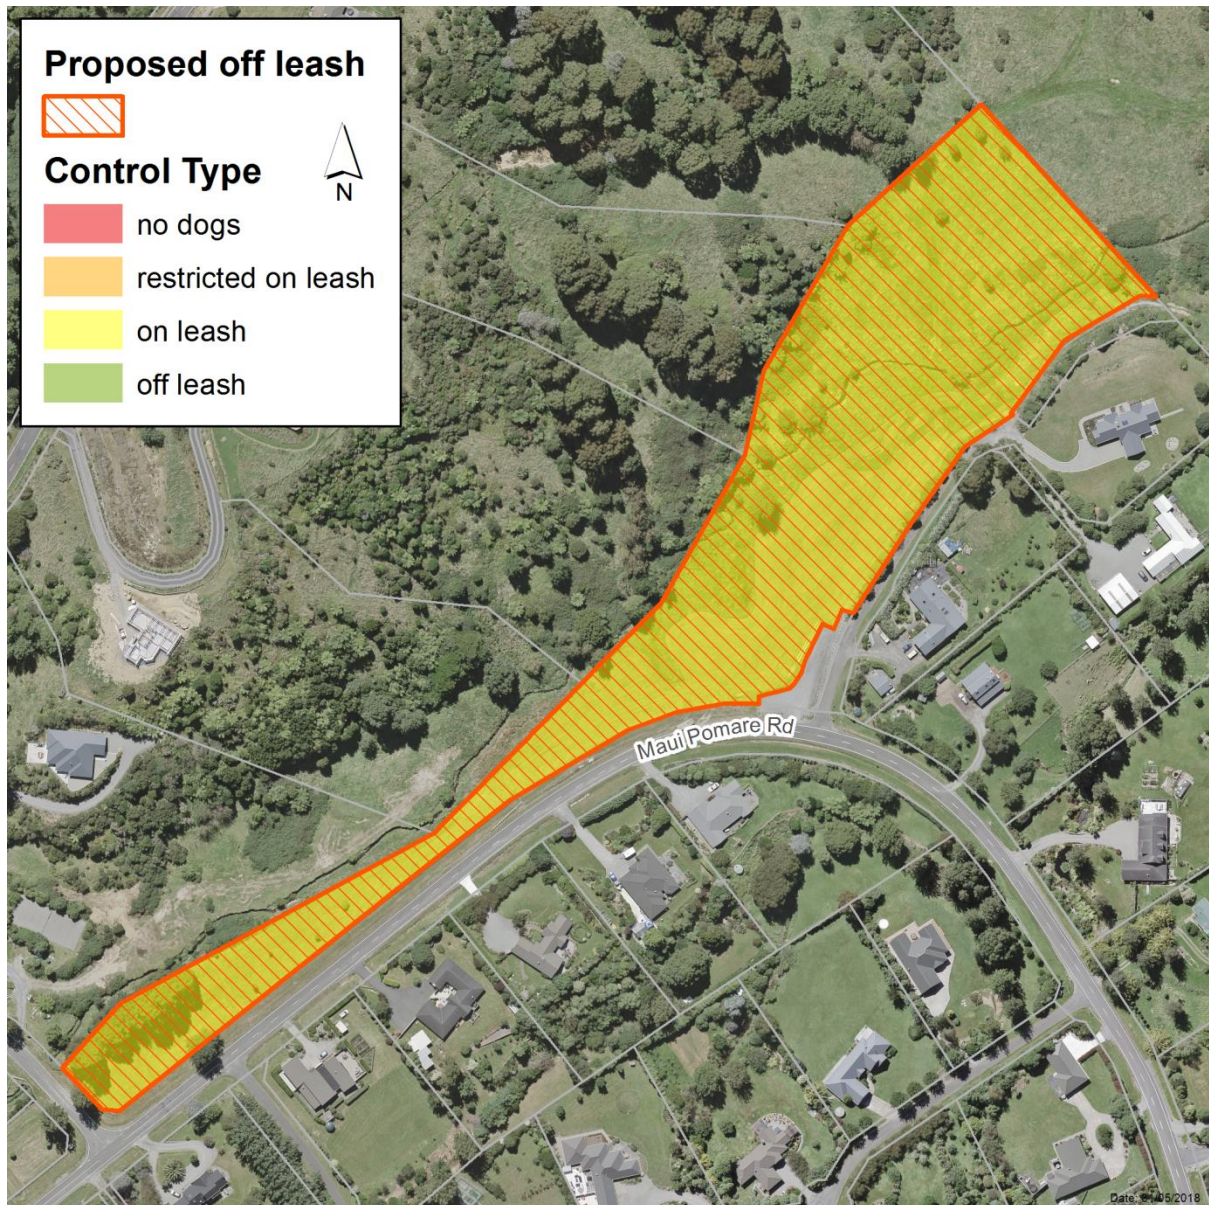 Proposed off leash
Control Type
N
no dogs
restricted on leash
on leash
off leash
Maui Pomare Rd